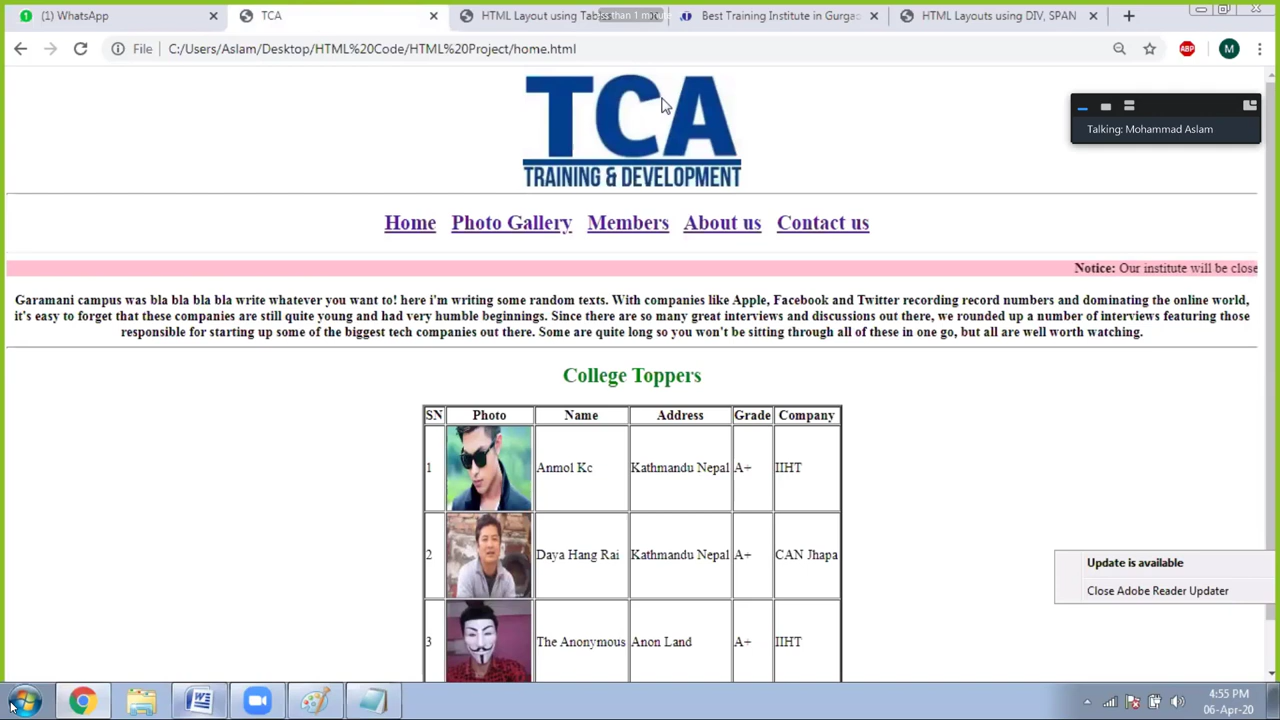 (1) WhatsApp
TCA
HTML Layout using Tab
than 1 minute
Best Training Institute in Gurga
HTML Layouts using DIV, SPAN
File
C:/Users/Aslam/Desktop/HTML%20Code/HTML%20Project/home.html
ABP
M
TCA
TRAINING & DEVELOPMENT
Talking: Mohammad Aslam
Home Photo Gallery Members About us Contact us
Notice: Our institute will be close
Garamani campus was bla bla bla bla write whatever you want to! here i'm writing some random texts. With companies like Apple, Facebook and Twitter recording record numbers and dominating the online world,
it's easy to forget that these companies are still quite young and had very humble beginnings. Since there are so many great interviews and discussions out there, we rounded up a number of interviews featuring those
responsible for starting up some of the biggest tech companies out there. Some are quite long so you won't be sitting through all of these in one go, but all are well worth watching.
College Toppers
SN Photo Name Address Grade Company
1 Anmol Kc Kathmandu Nepal A+ IIHT
2 Daya Hang Rai Kathmandu Nepal A+ CAN Jhapa
3 The Anonymous Anon Land A+ IIHT
Update is available
Close Adobe Reader Updater
4:55 PM
06-Apr-20